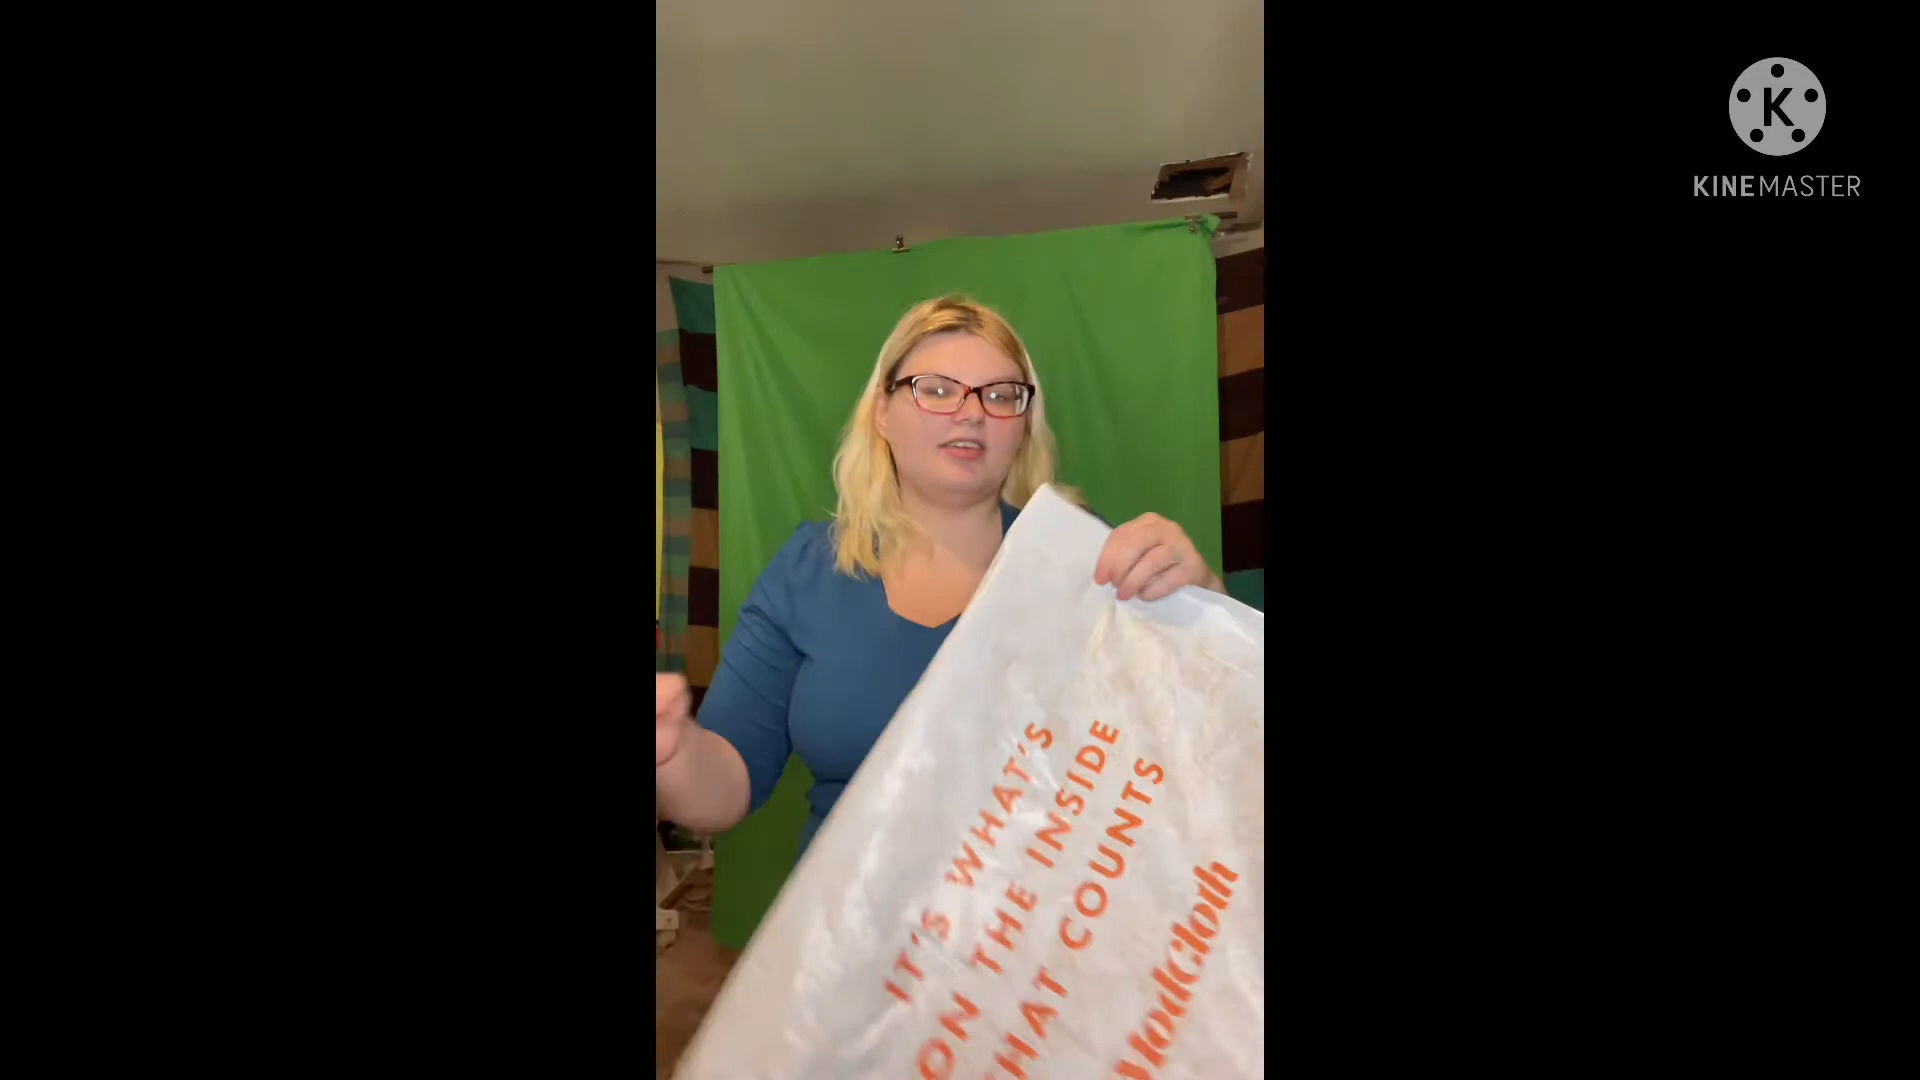 K
KINEMASTER
IT'S WHAT'S
ON THE INSIDE
THAT COUNTS
ModCloth